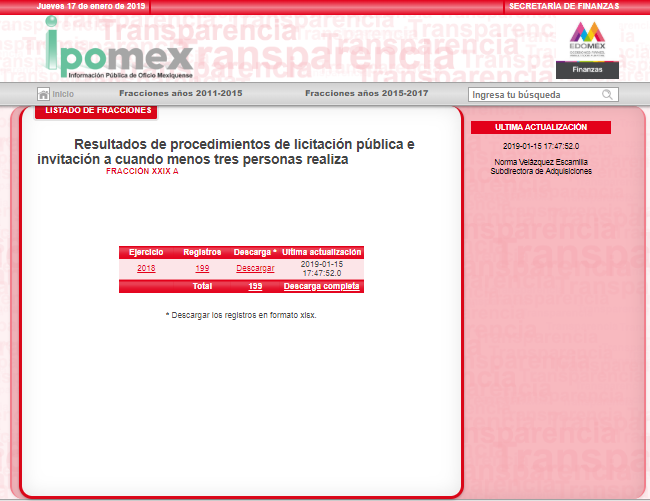 Jueves 17 de enero de 2019
SECRETARÍA DE FINANZAS
Transparencia
ipomex
Información Pública de Oficio Mexiquense
EDOMEX
Finanzas
Inicio
Fracciones años 2011-2015
Fracciones años 2015-2017
Ingresa tu búsqueda
LISTADO DE FRACCIONES
Resultados de procedimientos de licitación pública e
invitación a cuando menos tres personas realiza
FRACCIÓN XXIX A
Ejercicio Registros Descarga * Ultima actualización
2018 199 Descargar 2019-01-15
17:47:52.0
Total 199 Descarga completa
* Descargar los registros en formato xlsx.
ULTIMA ACTUALIZACIÓN
2019-01-15 17:47:52.0
Norma Velázquez Escamilla
Subdirectora de Adquisiciones